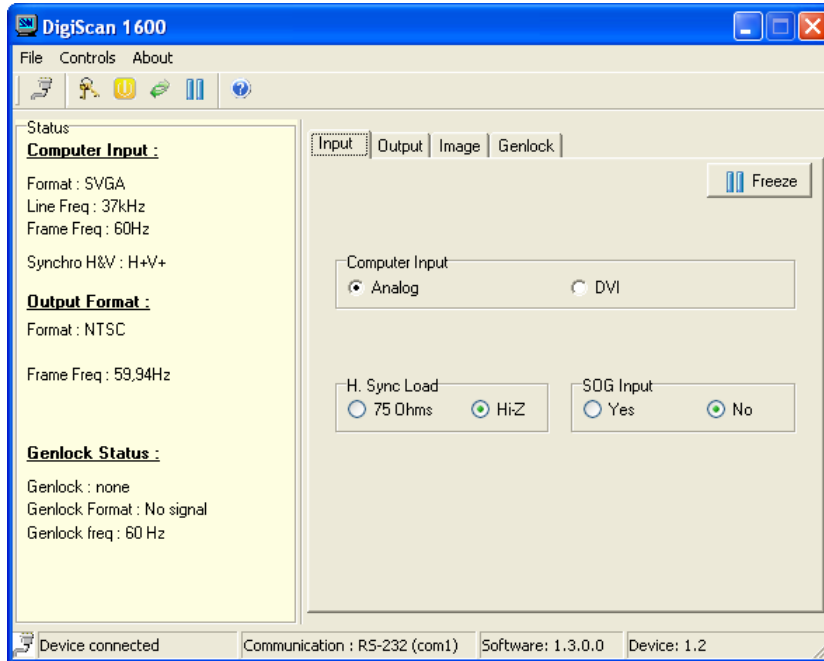 DigiScan 1600
File Controls About
Status
Computer Input :
Format : SVGA
Line Freq : 37kHz
Frame Freq : 60Hz
Synchro H&V : H+V+
Output Format :
Format : NTSC
Frame Freq : 59,94Hz
Genlock Status :
Genlock : none
Genlock Format : No signal
Genlock freq : 60 Hz
Input Output Image Genlock
Freeze
Computer Input
Analog DVI
H. Sync Load SOG Input
75 Ohms Hi-Z Yes No
Device connected Communication : RS-232 (com1) Software: 1.3.0.0 Device: 1.2